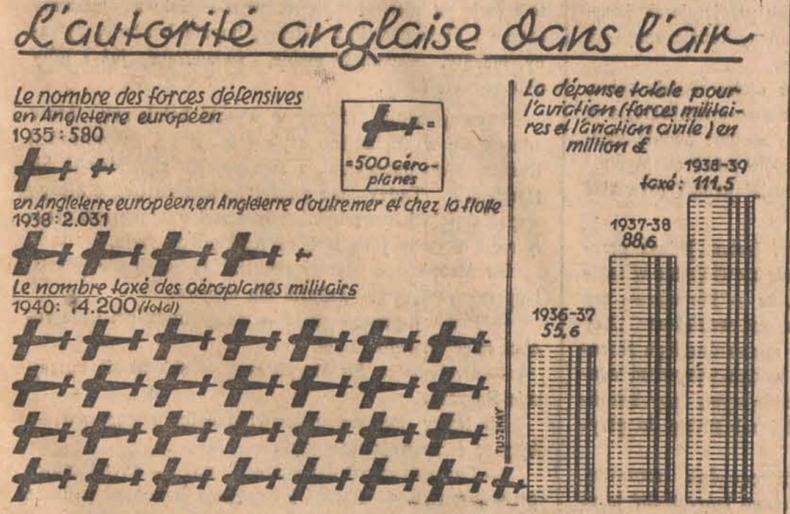 L'autorité anglaise dans l'air
Le nombre des forces défensives
en Angleterre européen
1935 : 580
=
=500 aéro-
planes
en Angleterre européen, en Angleterre d'outre mer et chez la flotte
1938 : 2.031
Le nombre taxé des aéroplanes militairs
1940: 14.200 (total)
TUSZKAY
La dépense totale pour
l'aviation (forces militai-
res et l'aviation civile) en
million £
1936-37
55,6
1937-38
88,6
1938-39
taxé: 111,5